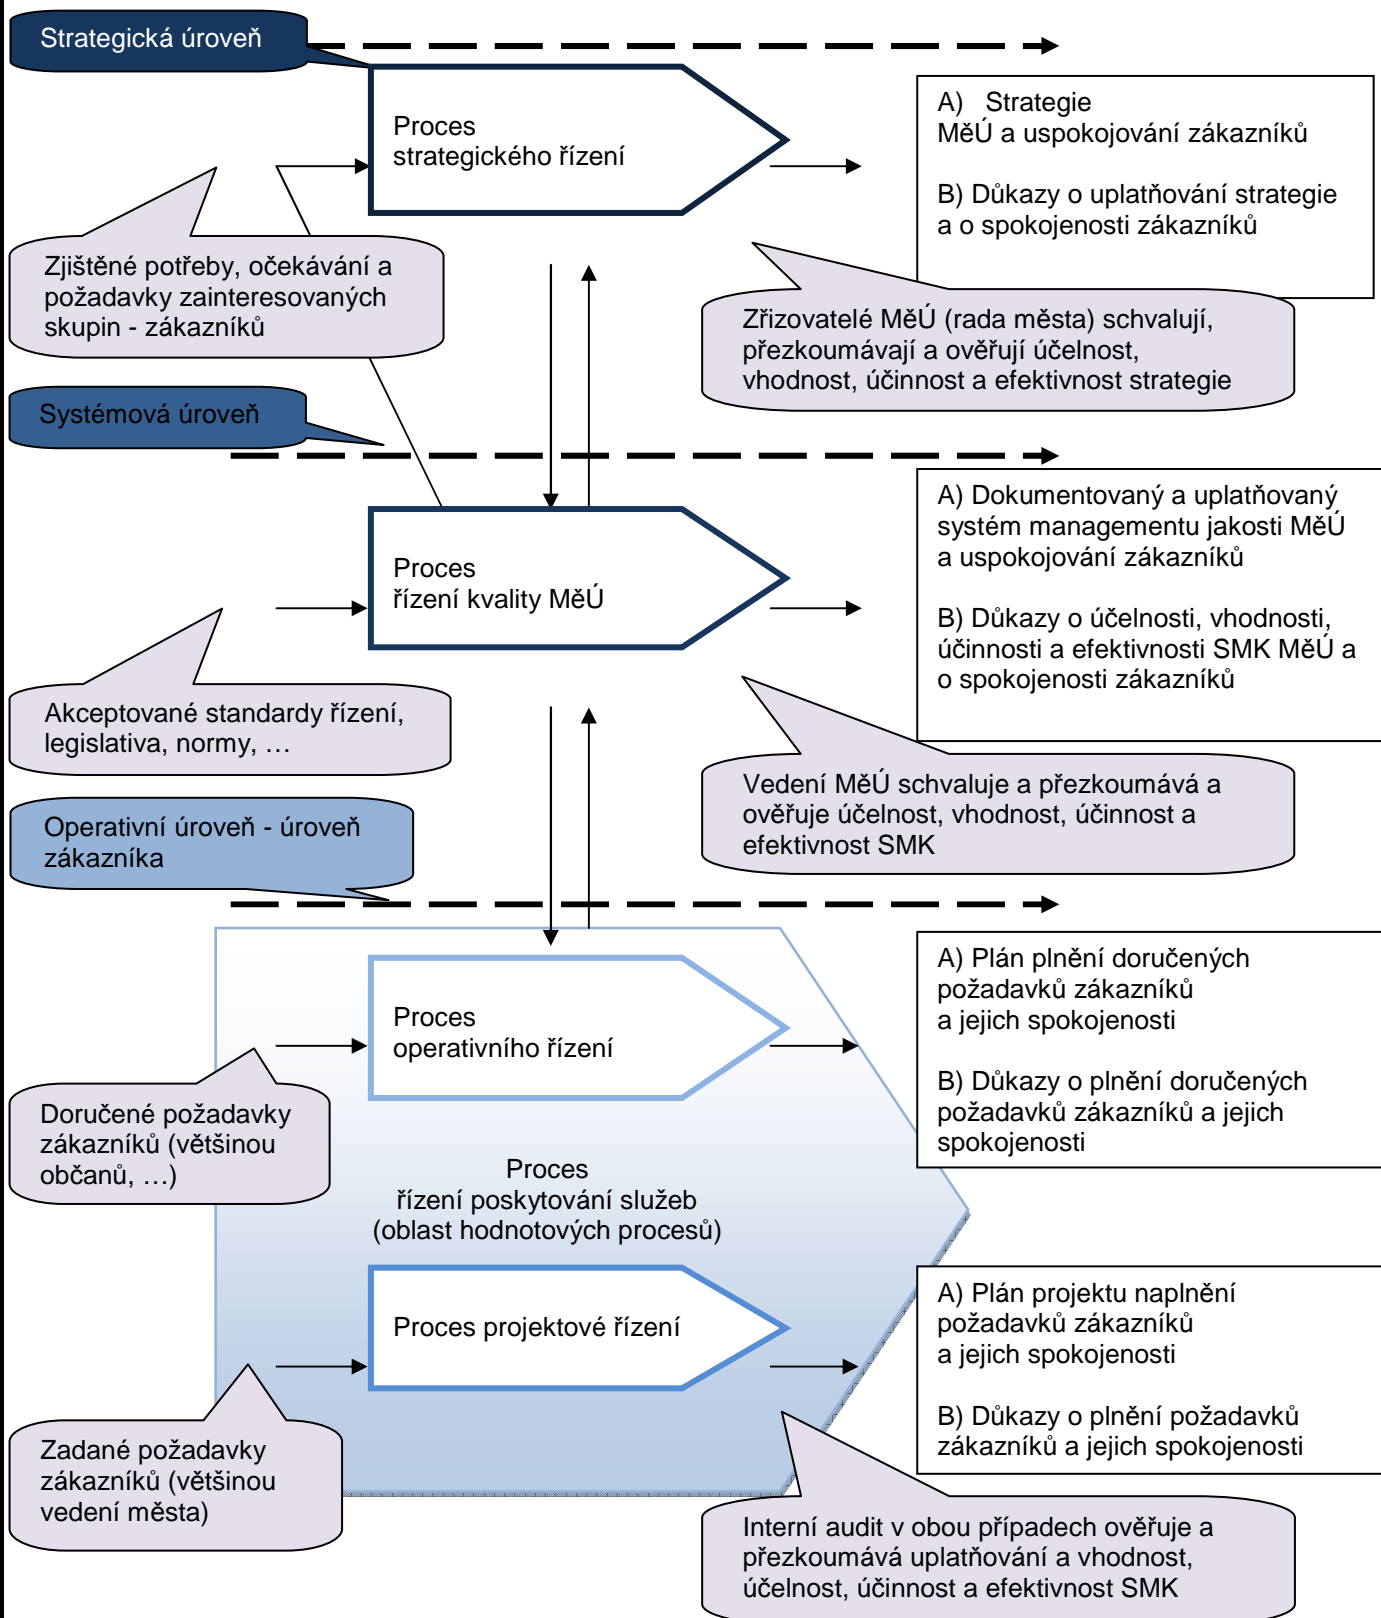 Strategická úroveň
Proces
strategického řízení
A) Strategie
MěÚ a uspokojování zákazníků
B) Důkazy o uplatňování strategie
a o spokojenosti zákazníků
Zjištěné potřeby, očekávání a
požadavky zainteresovaných
skupin - zákazníků
Zřizovatelé MěÚ (rada města) schvalují,
přezkoumávají a ověřují účelnost,
vhodnost, účinnost a efektivnost strategie
Systémová úroveň
Proces
řízení kvality MěÚ
A) Dokumentovaný a uplatňovaný
systém managementu jakosti MěÚ
a uspokojování zákazníků
B) Důkazy o účelnosti, vhodnosti,
účinnosti a efektivnosti SMK MěÚ a
o spokojenosti zákazníků
Akceptované standardy řízení,
legislativa, normy, …
Vedení MěÚ schvaluje a přezkoumává a
ověřuje účelnost, vhodnost, účinnost a
efektivnost SMK
Operativní úroveň - úroveň
zákazníka
Proces
operativního řízení
A) Plán plnění doručených
požadavků zákazníků
a jejich spokojenosti
B) Důkazy o plnění doručených
požadavků zákazníků a jejich
spokojenosti
Doručené požadavky
zákazníků (většinou
občanů, …)
Proces
řízení poskytování služeb
(oblast hodnotových procesů)
Proces projektové řízení
A) Plán projektu naplnění
požadavků zákazníků
a jejich spokojenosti
B) Důkazy o plnění požadavků
zákazníků a jejich spokojenosti
Zadané požadavky
zákazníků (většinou
vedení města)
Interní audit v obou případech ověřuje a
přezkoumává uplatňování a vhodnost,
účelnost, účinnost a efektivnost SMK